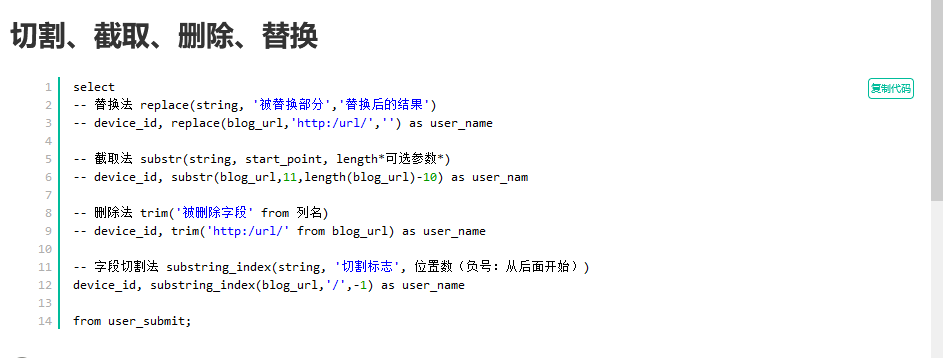 切割、截取、删除、替换
复制代码
1 select
2 -- 替换法 replace(string, '被替换部分','替换后的结果')
3 -- device_id, replace(blog_url,'http:/url/','') as user_name
4
5 -- 截取法 substr(string, start_point, length*可选参数*)
6 -- device_id, substr(blog_url,11,length(blog_url)-10) as user_nam
7
8 -- 删除法 trim('被删除字段' from 列名)
9 -- device_id, trim('http:/url/' from blog_url) as user_name
10
11 -- 字段切割法 substring_index(string, '切割标志', 位置数（负号：从后面开始）)
12 device_id, substring_index(blog_url,'/',-1) as user_name
13
14 from user_submit;